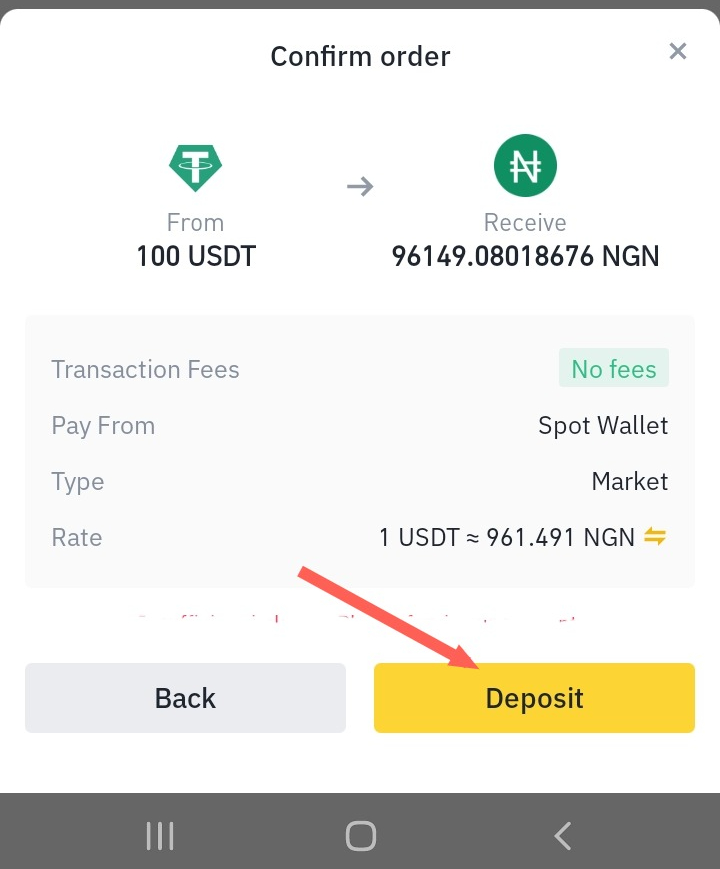 Confirm order
From
Receive
100 USDT
96149.08018676 NGN
Transaction Fees
No fees
Pay From
Spot Wallet
Type
Market
Rate
1 USDT ≈ 961.491 NGN
Back
Deposit